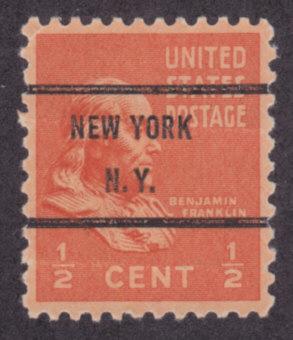 UNITED
STATES
POSTAGE
NEW YORK
N.Y.
BENJAMIN
FRANKLIN
1/2 CENT 1/2